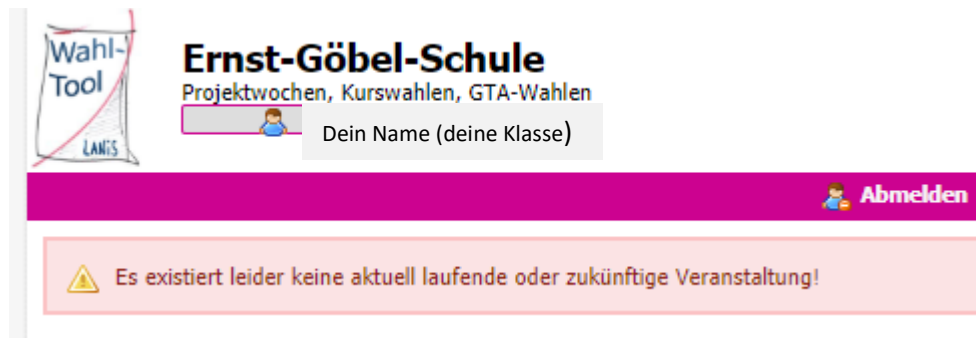 Wahl-
Tool
LANiS
Ernst-Göbel-Schule
Projektwochen, Kurswahlen, GTA-Wahlen
Dein Name (deine Klasse)
Abmelden
Es existiert leider keine aktuell laufende oder zukünftige Veranstaltung!